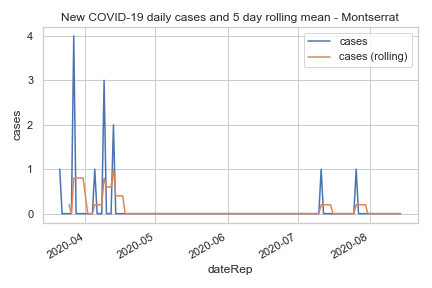 New COVID-19 daily cases and 5 day rolling mean - Montserrat
cases
cases (rolling)
4
3
2
1
0
cases
2020-04
2020-05
2020-06
2020-07
2020-08
dateRep